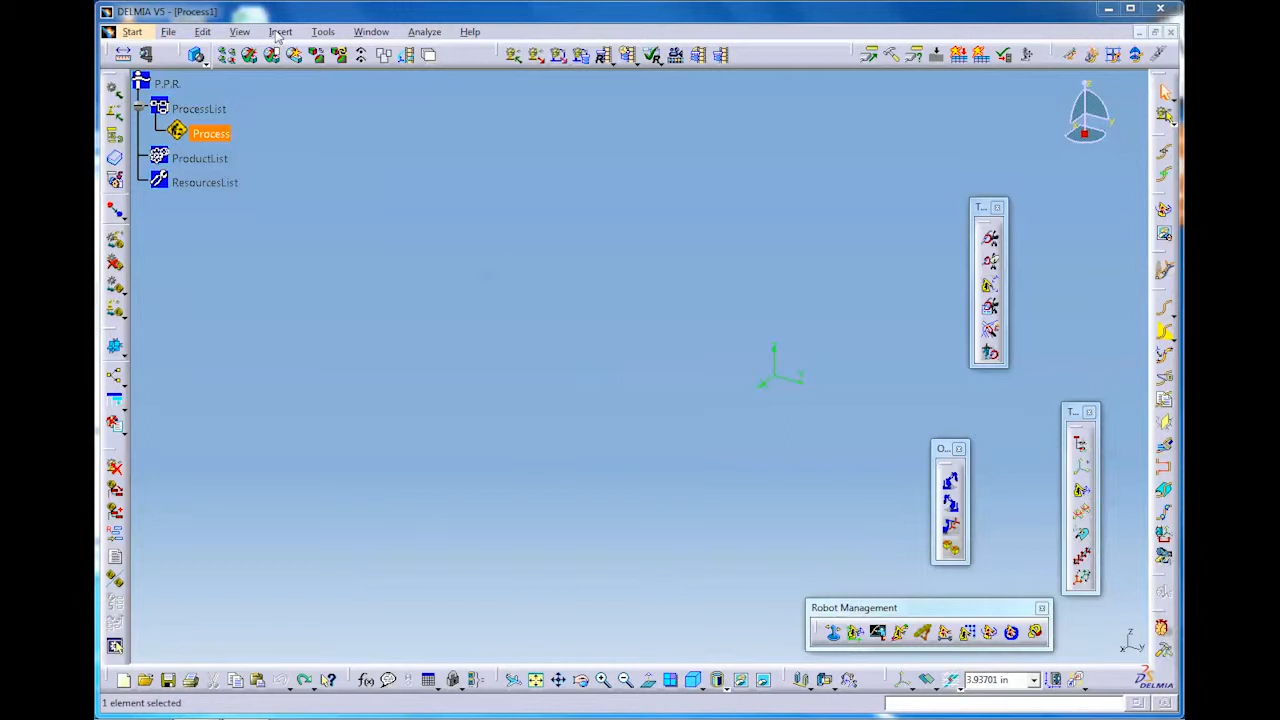 DELMIA V5 - [Process1]
Start File Edit View Insert Tools Window Analyze Help
P.P.R.
ProcessList
Process
ProductList
ResourcesList
T...
T...
O...
Robot Management
3.93701 in
1 element selected
DELMIA